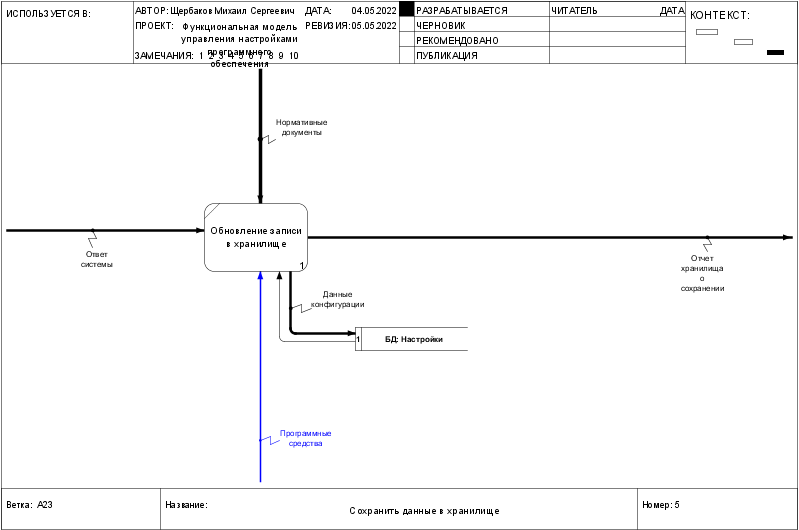 ИСПОЛЬЗУЕТСЯ В:
АВТОР: Щербаков Михаил Сергеевич
ДАТА: 04.05.2022
ПРОЕКТ: Функциональная модель
управления настройками
программного
обеспечения
РЕВИЗИЯ: 05.05.2022
ЗАМЕЧАНИЯ: 1 2 3 4 5 6 7 8 9 10
РАЗРАБАТЫВАЕТСЯ
ЧЕРНОВИК
РЕКОМЕНДОВАНО
ПУБЛИКАЦИЯ
ЧИТАТЕЛЬ
ДАТА
КОНТЕКСТ:
Нормативные
документы
Обновление записи
в хранилище
1
Ответ
системы
Отчет
хранилища
о
сохранении
Данные
конфигурации
1 БД: Настройки
Программные
средства
Ветка: A23
Название:
Сохранить данные в хранилище
Номер: 5